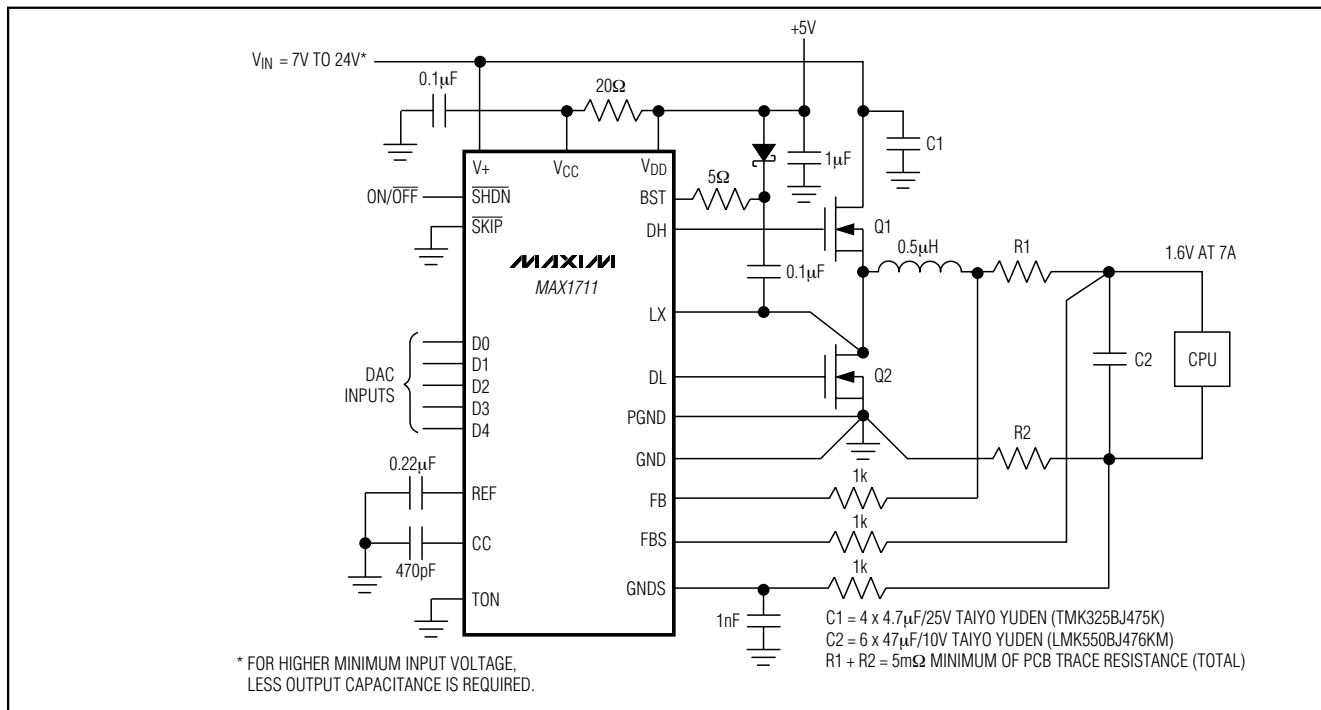 +5V
V_IN = 7V TO 24V*
0.1µF
20Ω
C1
1µF
V+
V_CC
V_DD
5Ω
BST
ON/O̅F̅F̅
S̅H̅D̅N̅
S̅K̅I̅P̅
DH
Q1
MAXIM
MAX1711
0.5µH
R1
1.6V AT 7A
0.1µF
LX
D0
D1
D2
D3
D4
DAC
INPUTS
DL
Q2
C2
CPU
PGND
R2
GND
0.22µF
1k
REF
FB
1k
CC
FBS
470pF
1k
GNDS
TON
1nF
C1 = 4 x 4.7µF/25V TAIYO YUDEN (TMK325BJ475K)
C2 = 6 x 47µF/10V TAIYO YUDEN (LMK550BJ476KM)
R1 + R2 = 5mΩ MINIMUM OF PCB TRACE RESISTANCE (TOTAL)
* FOR HIGHER MINIMUM INPUT VOLTAGE,
LESS OUTPUT CAPACITANCE IS REQUIRED.